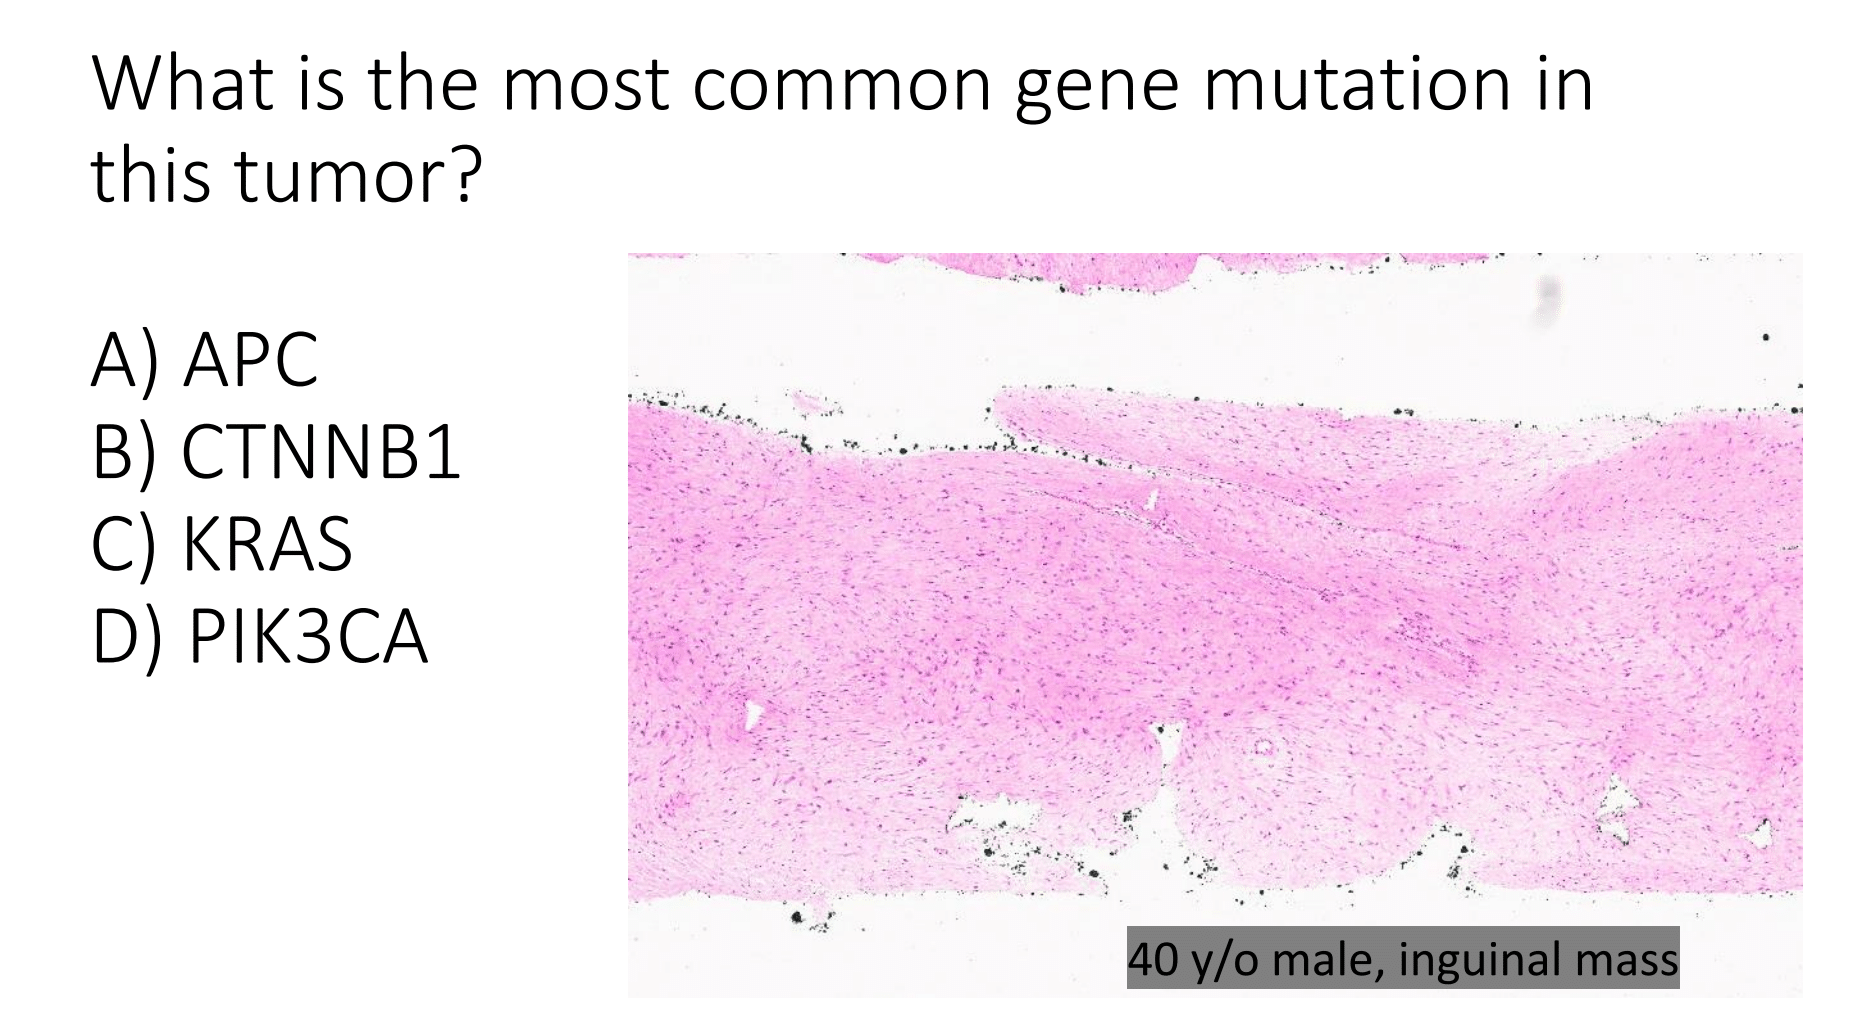 What is the most common gene mutation in
this tumor?
A) APC
B) CTNNB1
C) KRAS
D) PIK3CA
40 y/o male, inguinal mass